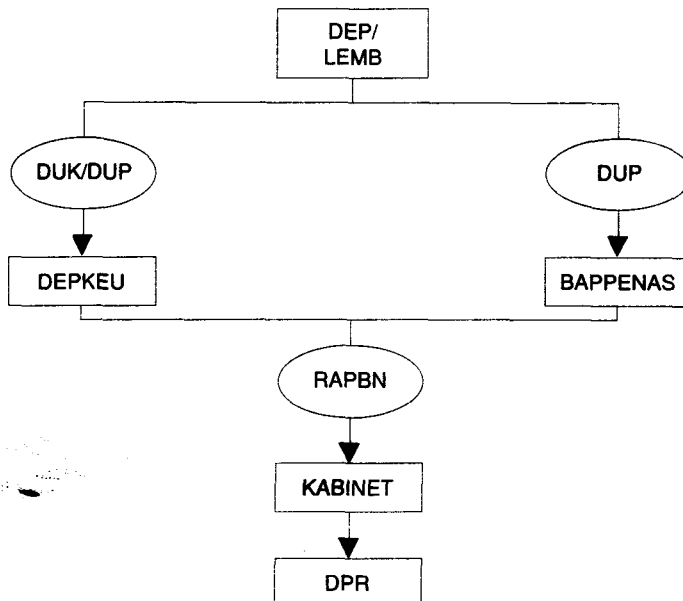 DEP/
LEMB
DUK/DUP
DUP
DEPKEU
BAPPENAS
RAPBN
KABINET
DPR